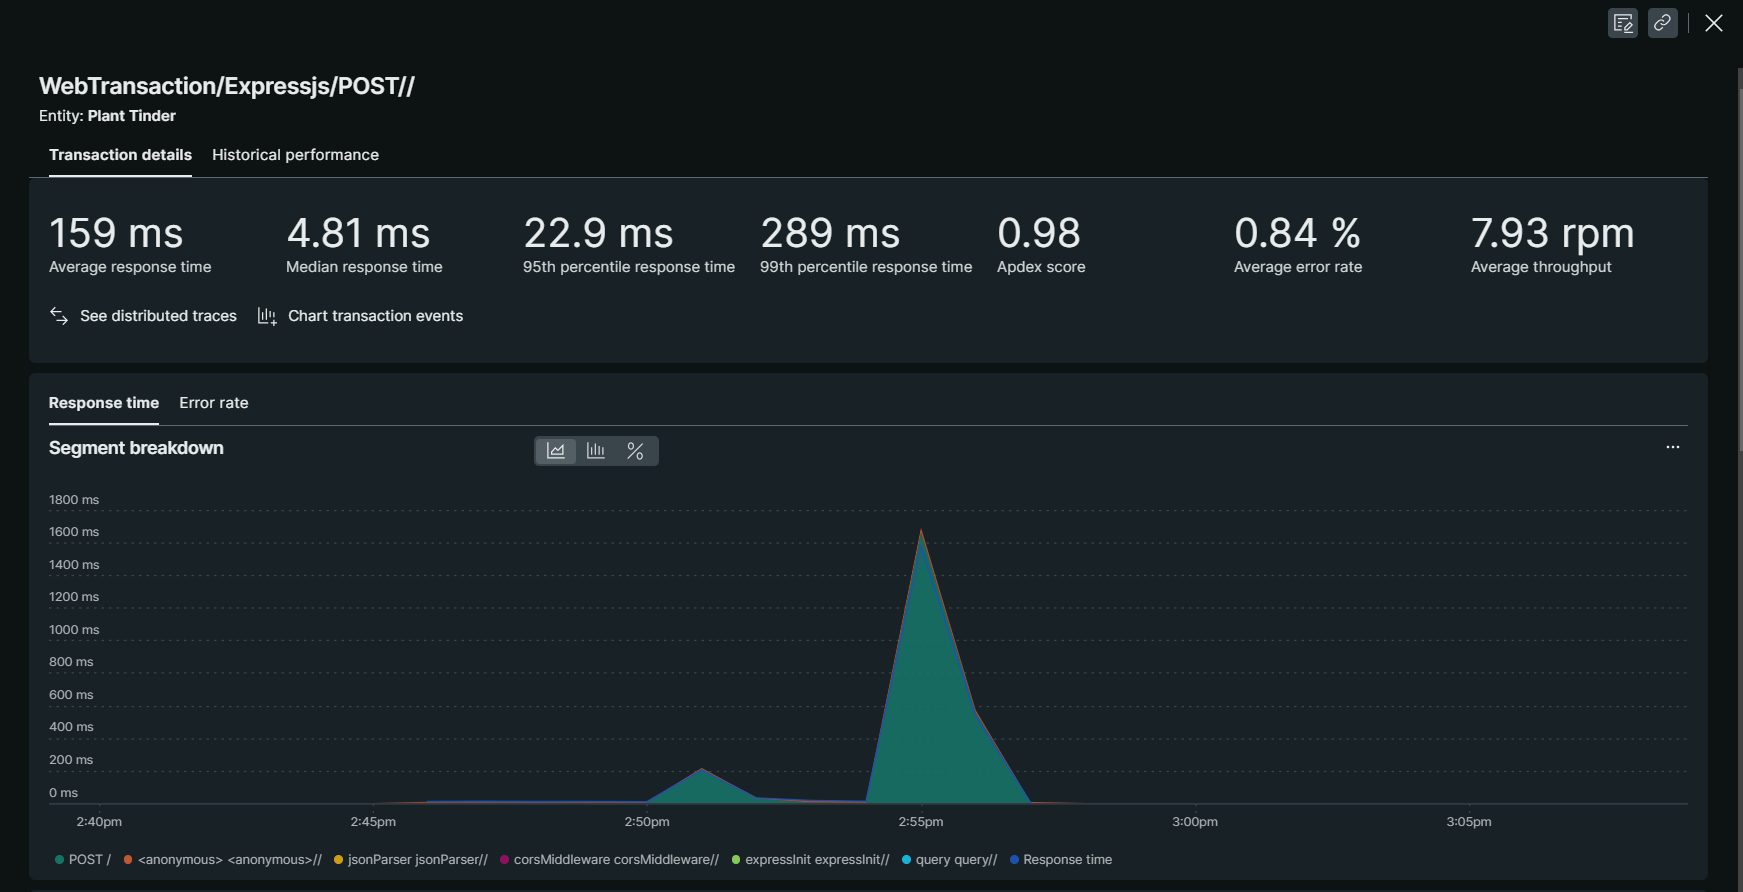 WebTransaction/Expressjs/POST//
Entity: Plant Tinder
Transaction details Historical performance
159 ms 4.81 ms 22.9 ms 289 ms 0.98 0.84 % 7.93 rpm
Average response time Median response time 95th percentile response time 99th percentile response time Apdex score Average error rate Average throughput
See distributed traces Chart transaction events
Response time Error rate
Segment breakdown
1800 ms
1600 ms
1400 ms
1200 ms
1000 ms
800 ms
600 ms
400 ms
200 ms
0 ms
2:40pm 2:45pm 2:50pm 2:55pm 3:00pm 3:05pm
POST / <anonymous> <anonymous>// jsonParser jsonParser// corsMiddleware corsMiddleware// expressInit expressInit// query query// Response time